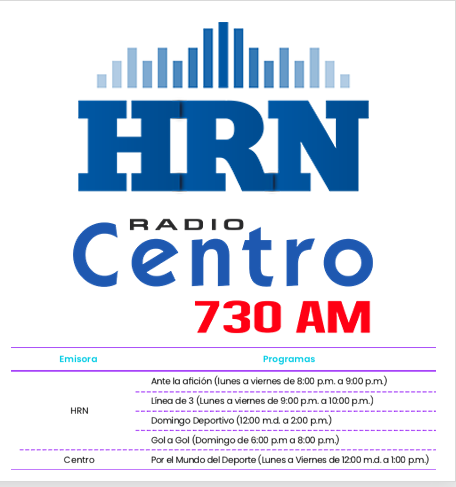 HRN
RADIO
Centro
730 AM
Emisora Programas
Ante la afición (lunes a viernes de 8:00 p.m. a 9:00 p.m.)
Línea de 3 (Lunes a viernes de 9:00 p.m. a 10:00 p.m.)
HRN
Domingo Deportivo (12:00 m.d. a 2:00 p.m.)
Gol a Gol (Domingo de 6:00 p.m a 8:00 p.m.)
Centro Por el Mundo del Deporte (Lunes a Viernes de 12:00 m.d. a 1:00 p.m.)